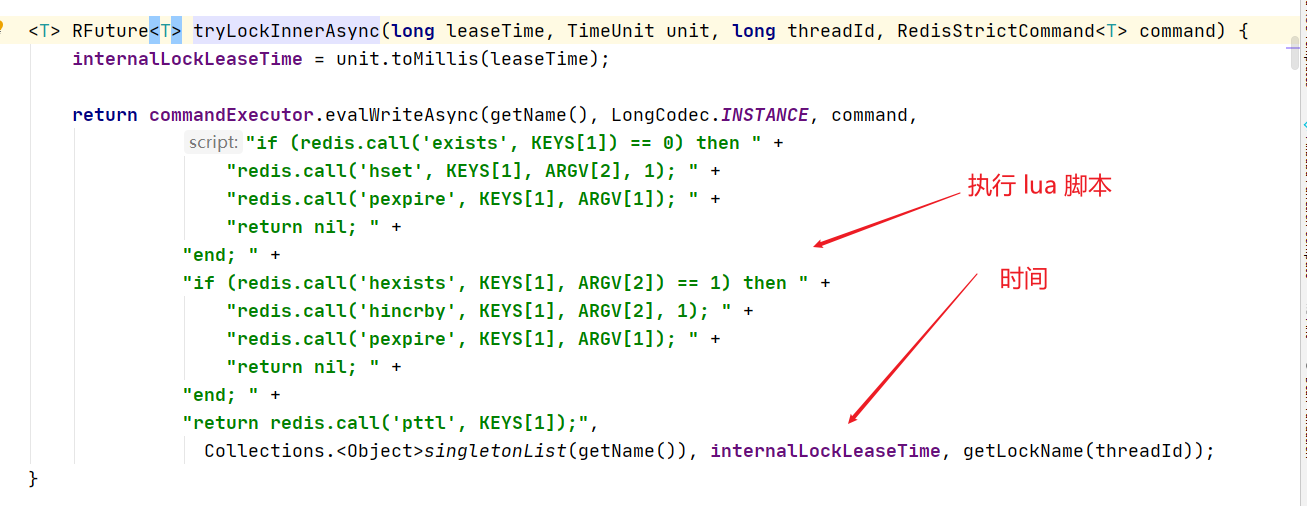 <T> RFuture<T> tryLockInnerAsync(long leaseTime, TimeUnit unit, long threadId, RedisStrictCommand<T> command) {
internalLockLeaseTime = unit.toMillis(leaseTime);
return commandExecutor.evalWriteAsync(getName(), LongCodec.INSTANCE, command,
script: "if (redis.call('exists', KEYS[1]) == 0) then " +
"redis.call('hset', KEYS[1], ARGV[2], 1); " +
执行 lua 脚本
"redis.call('pexpire', KEYS[1], ARGV[1]); " +
"return nil; " +
"end; " +
"if (redis.call('hexists', KEYS[1], ARGV[2]) == 1) then " +
时间
"redis.call('hincrby', KEYS[1], ARGV[2], 1); " +
"redis.call('pexpire', KEYS[1], ARGV[1]); " +
"return nil; " +
"end; " +
"return redis.call('pttl', KEYS[1]);",
Collections.<Object>singletonList(getName()), internalLockLeaseTime, getLockName(threadId));
}